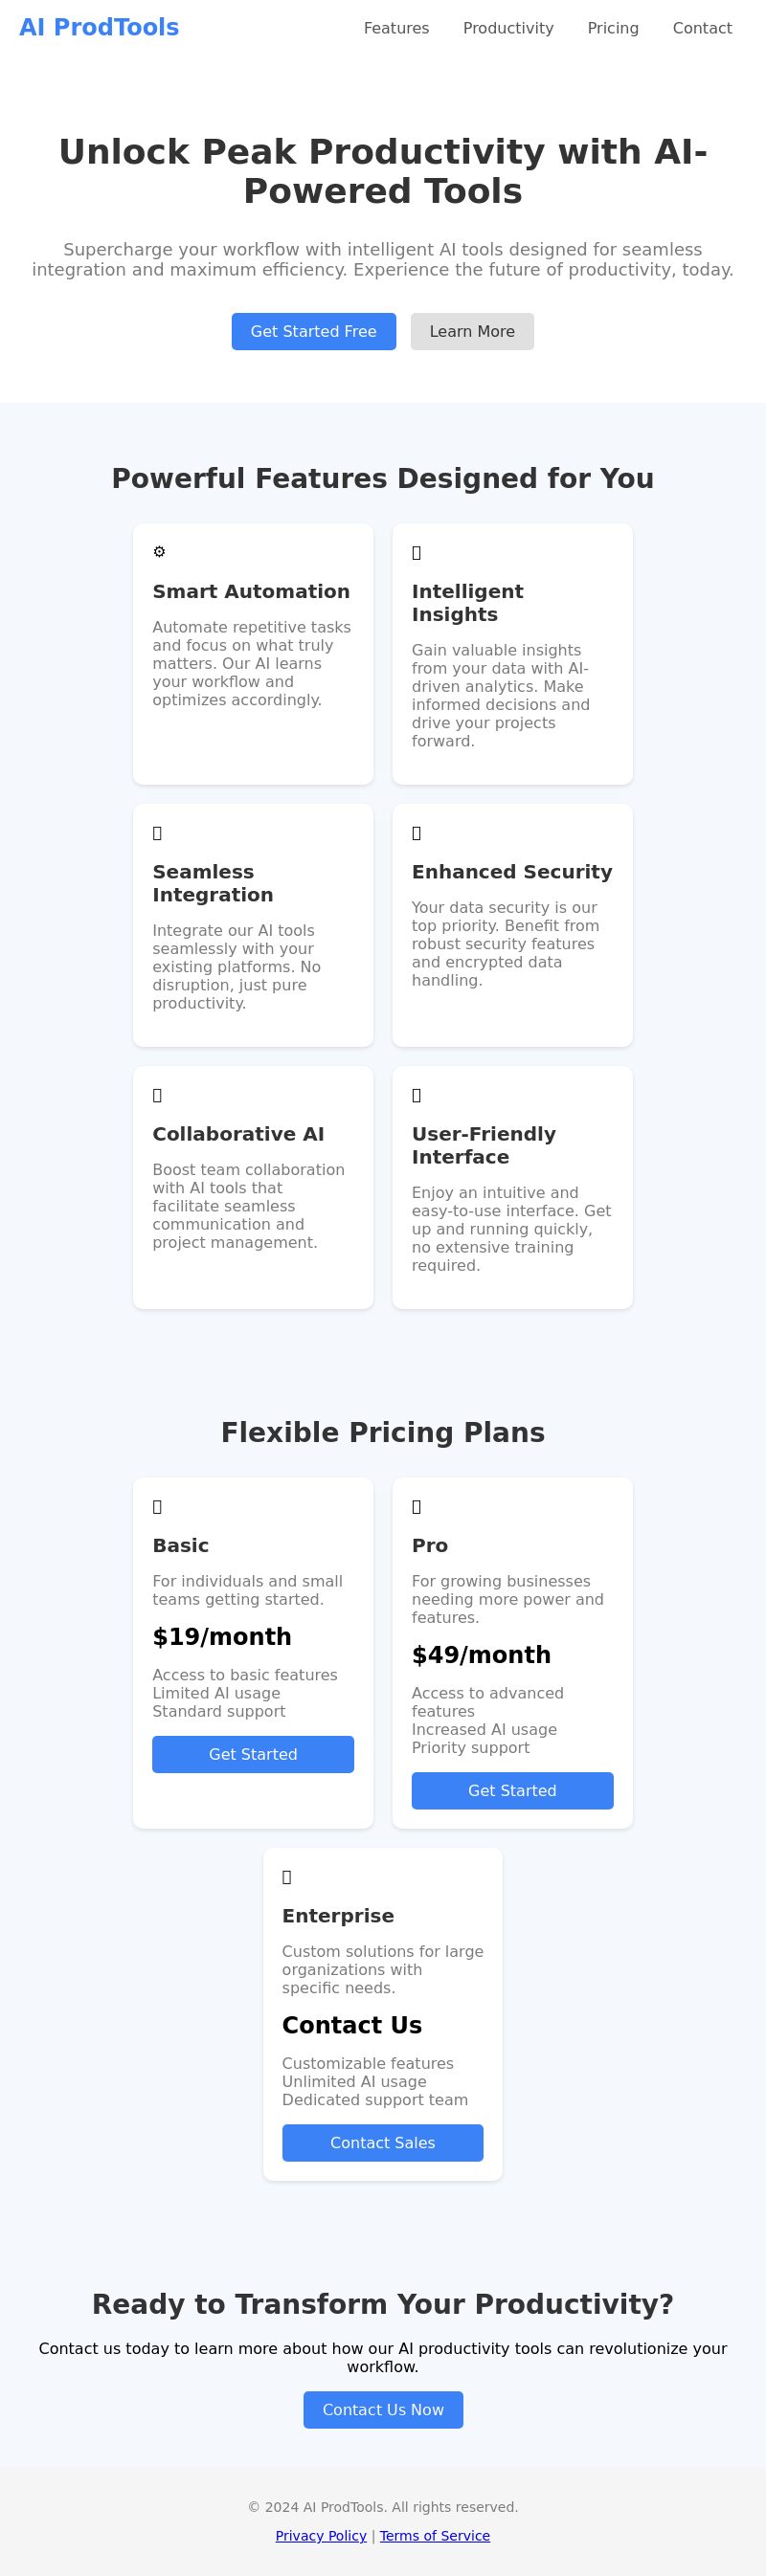 AI ProdTools
Features Productivity Pricing Contact
Unlock Peak Productivity with AI-
Powered Tools
Supercharge your workflow with intelligent AI tools designed for seamless
integration and maximum efficiency. Experience the future of productivity, today.
Get Started Free Learn More
Powerful Features Designed for You
Smart Automation
Automate repetitive tasks
and focus on what truly
matters. Our AI learns
your workflow and
optimizes accordingly.
Intelligent
Insights
Gain valuable insights
from your data with AI-
driven analytics. Make
informed decisions and
drive your projects
forward.
Seamless
Integration
Integrate our AI tools
seamlessly with your
existing platforms. No
disruption, just pure
productivity.
Enhanced Security
Your data security is our
top priority. Benefit from
robust security features
and encrypted data
handling.
Collaborative AI
Boost team collaboration
with AI tools that
facilitate seamless
communication and
project management.
User-Friendly
Interface
Enjoy an intuitive and
easy-to-use interface. Get
up and running quickly,
no extensive training
required.
Flexible Pricing Plans
Basic
For individuals and small
teams getting started.
$19/month
Access to basic features
Limited AI usage
Standard support
Get Started
Pro
For growing businesses
needing more power and
features.
$49/month
Access to advanced
features
Increased AI usage
Priority support
Get Started
Enterprise
Custom solutions for large
organizations with
specific needs.
Contact Us
Customizable features
Unlimited AI usage
Dedicated support team
Contact Sales
Ready to Transform Your Productivity?
Contact us today to learn more about how our AI productivity tools can revolutionize your
workflow.
Contact Us Now
© 2024 AI ProdTools. All rights reserved.
Privacy Policy | Terms of Service